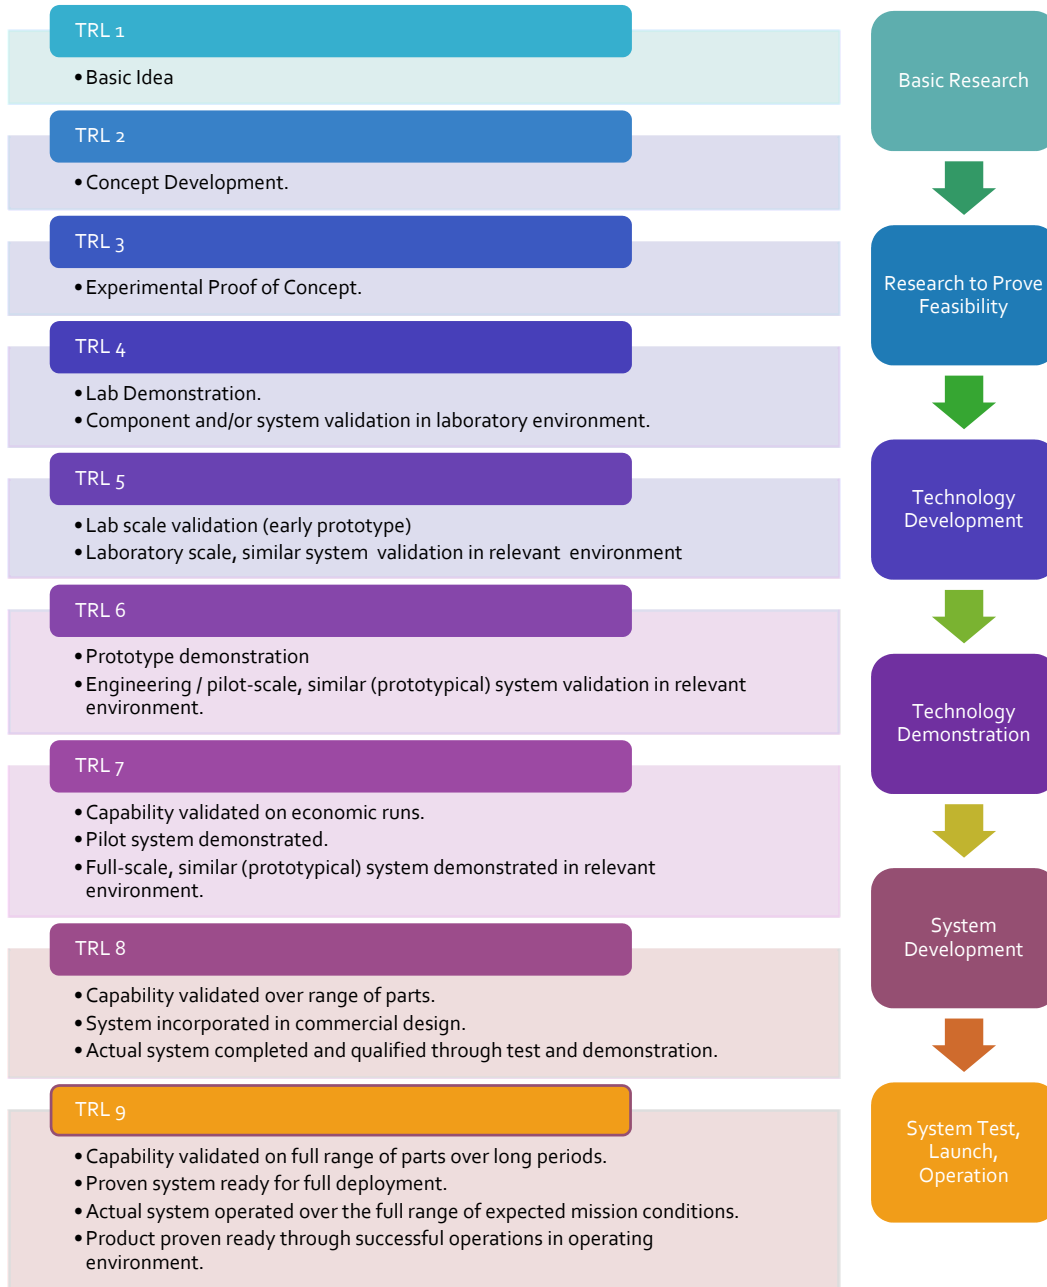 TRL 1
• Basic Idea
TRL 2
• Concept Development.
TRL 3
• Experimental Proof of Concept.
TRL 4
• Lab Demonstration.
• Component and/or system validation in laboratory environment.
TRL 5
• Lab scale validation (early prototype)
• Laboratory scale, similar system  validation in relevant  environment
TRL 6
• Prototype demonstration
• Engineering / pilot-scale, similar (prototypical) system validation in relevant
environment.
TRL 7
• Capability validated on economic runs.
• Pilot system demonstrated.
• Full-scale, similar (prototypical) system demonstrated in relevant
environment.
TRL 8
• Capability validated over range of parts.
• System incorporated in commercial design.
• Actual system completed and qualified through test and demonstration.
TRL 9
• Capability validated on full range of parts over long periods.
• Proven system ready for full deployment.
• Actual system operated over the full range of expected mission conditions.
• Product proven ready through successful operations in operating
environment.
Basic Research
Research to Prove
Feasibility
Technology
Development
Technology
Demonstration
System
Development
System Test,
Launch,
Operation